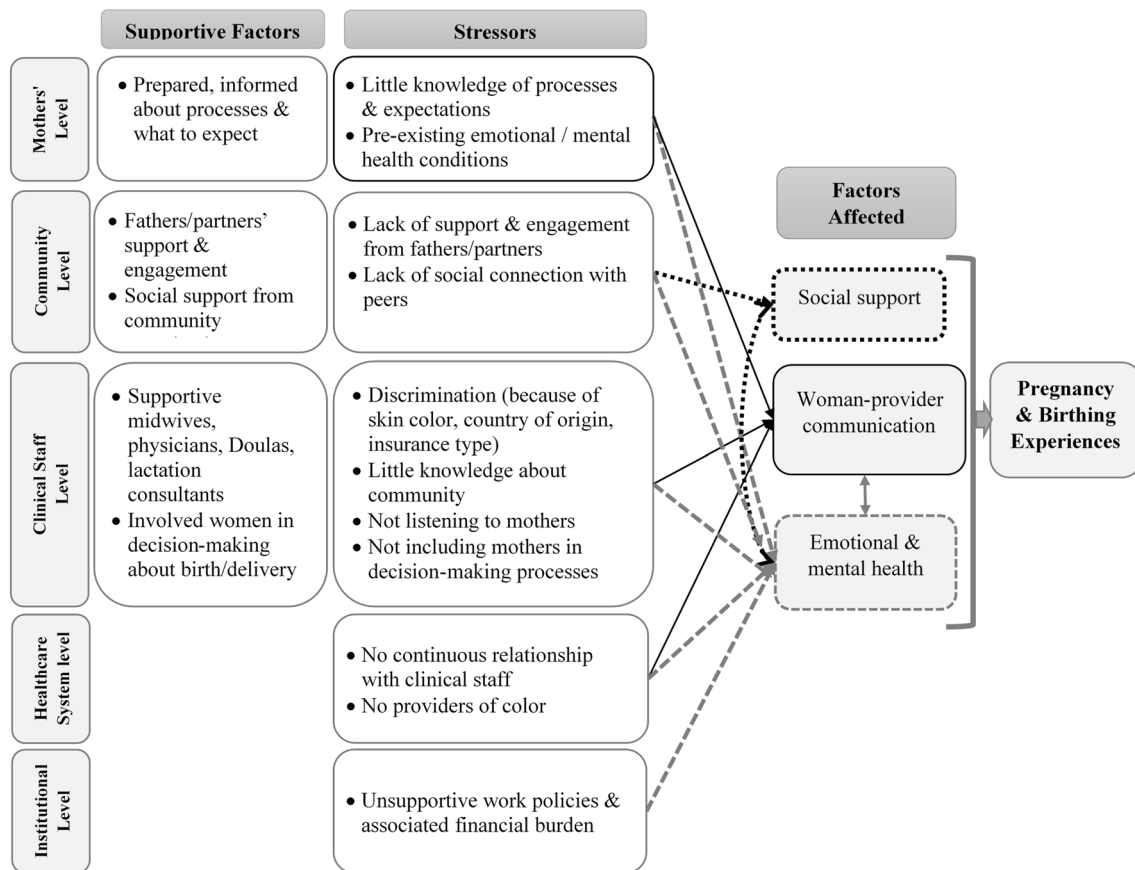 Supportive Factors
Stressors
Mothers'
Level
• Prepared, informed
about processes &
what to expect
• Little knowledge of processes
& expectations
• Pre-existing emotional / mental
health conditions
Community
Level
• Fathers/partners'
support &
engagement
• Social support from
community
• Lack of support & engagement
from fathers/partners
• Lack of social connection with
peers
Clinical Staff
Level
• Supportive
midwives,
physicians, Doulas,
lactation
consultants
• Involved women in
decision-making
about birth/delivery
• Discrimination (because of
skin color, country of origin,
insurance type)
• Little knowledge about
community
• Not listening to mothers
• Not including mothers in
decision-making processes
Healthcare
System level
• No continuous relationship
with clinical staff
• No providers of color
Institutional
Level
• Unsupportive work policies &
associated financial burden
Factors
Affected
Social support
Woman-provider
communication
Emotional &
mental health
Pregnancy
& Birthing
Experiences